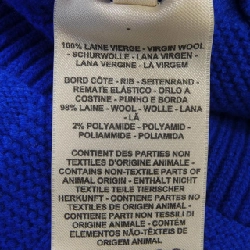 100% LAINE VIERGE - VIRGIN WOOL
- SCHURWOLLE - LANA VIRGEN -
LANA VERGINE - LÃ VIRGEM
BORD CÔTE - RIB - SEITENRAND -
REMATE ELÁSTICO - ORLO A
COSTINE - PUNHO E BORDA
98% LAINE - WOOL - WOLLE - LANA
- LÃ
2% POLYAMIDE - POLYAMID -
POLIAMMIDE - POLIAMIDA
CONTIENT DES PARTIES NON
TEXTILES D'ORIGINE ANIMALE -
CONTAINS NON-TEXTILE PARTS OF
ANIMAL ORIGIN - ENTHÄLT NICHT
TEXTILE TEILE TIERISCHER
HERKUNFT - CONTIENE PARTES NO
TEXTILES DE ORIGEN ANIMAL -
CONTIENE PARTI NON TESSILI DI
ORIGINE ANIMALE - CONTÉM
ELEMENTOS NÃO-TÊXTEIS DE
ORIGEM ANIMAL